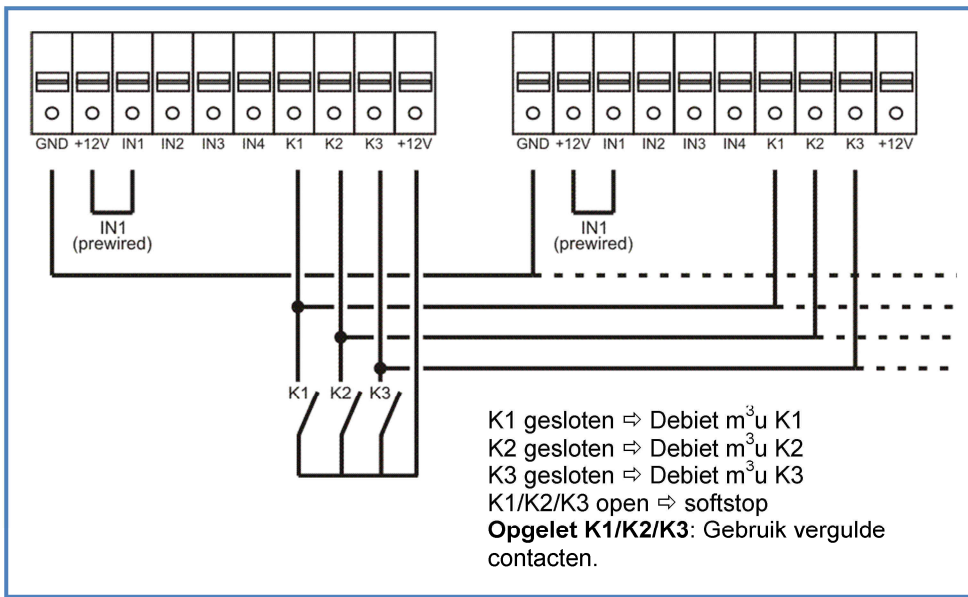 GND +12V IN1 IN2 IN3 IN4 K1 K2 K3 +12V
GND +12V IN1 IN2 IN3 IN4 K1 K2 K3 +12V
IN1
(prewired)
IN1
(prewired)
K1 K2 K3
K1 gesloten ⇨ Debiet m³u K1
K2 gesloten ⇨ Debiet m³u K2
K3 gesloten ⇨ Debiet m³u K3
K1/K2/K3 open ⇨ softstop
Opgelet K1/K2/K3: Gebruik vergulde
contacten.